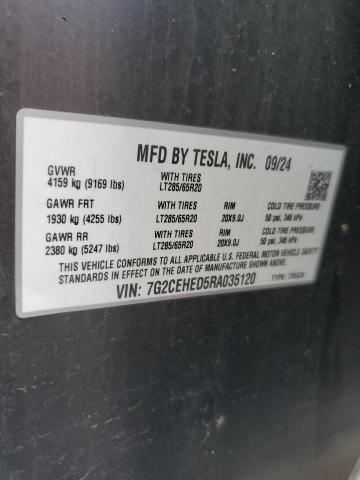 MFD BY TESLA, INC. 09/24
GVWR WITH TIRES
4159 kg (9169 lbs) LT285/65R20
GAWR FRT WITH TIRES RIM COLD TIRE PRESSURE
1930 kg (4255 lbs) LT285/65R20 20X9.0J 50 psi, 345 kPa
GAWR RR WITH TIRES RIM COLD TIRE PRESSURE
2380 kg (5247 lbs) LT285/65R20 20X9.0J 50 psi, 345 kPa
THIS VEHICLE CONFORMS TO ALL APPLICABLE U.S. FEDERAL MOTOR VEHICLE SAFETY
STANDARDS IN EFFECT ON THE DATE OF MANUFACTURE SHOWN ABOVE.
VIN: 7G2CEHED5RA035120 TYPE: TRUCK